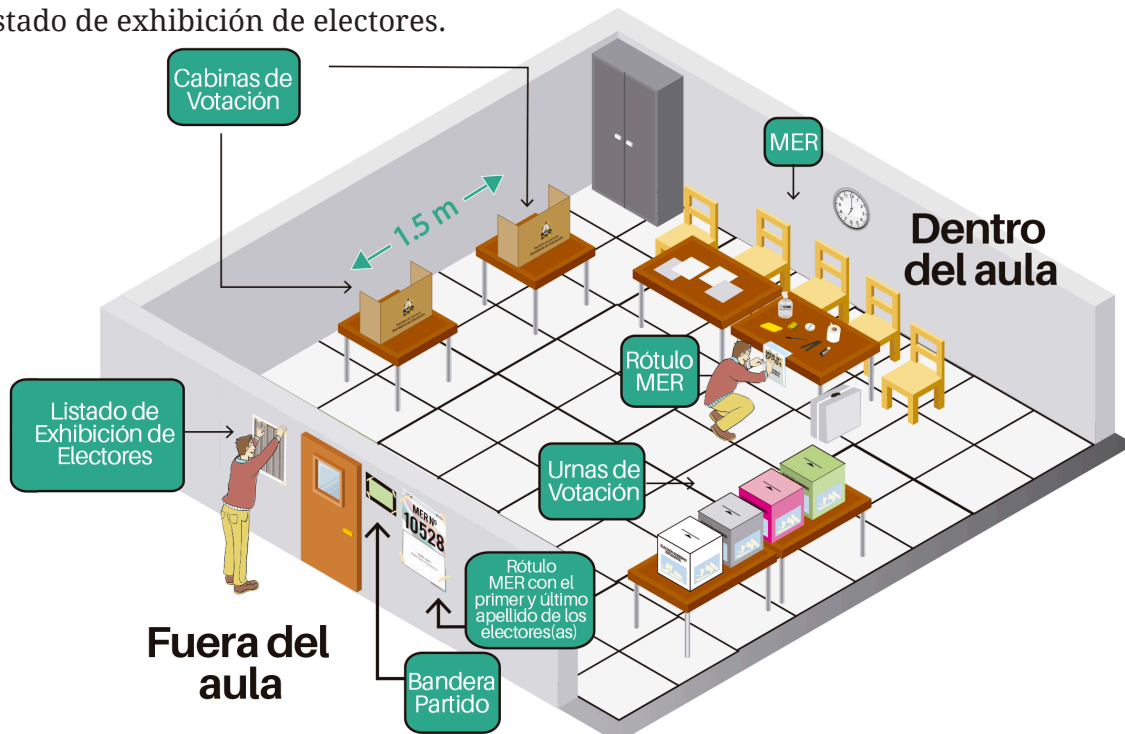 stado de exhibición de electores.
Cabinas de
Votación
MER
1.5 m
Dentro
del aula
Rótulo
MER
Listado de
Exhibición de
Electores
Urnas de
Votación
MER Nº
10528
Rótulo
MER con el
primer y último
apellido de los
electores(as)
Fuera del
aula
Bandera
Partido